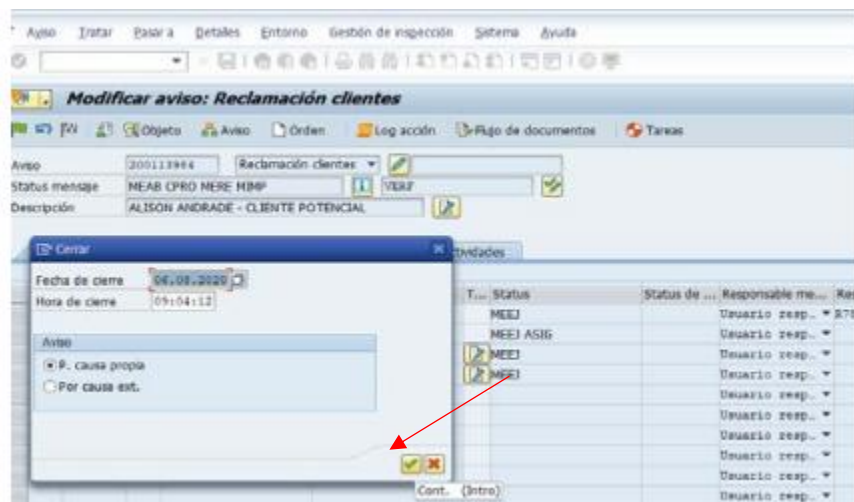 Aviso Tratar Pasar a Detalles Entorno Gestión de inspección Sistema Ayuda
Modificar aviso: Reclamación clientes
Objeto Aviso Orden Log acción Flujo de documentos Tareas
Aviso 200113984 Reclamación clientes
Status mensaje MEAB CPRO MERE MIMP VERF
Descripción ALISON ANDRADE - CLIENTE POTENCIAL
Cerrar tividades
Fecha de cierre 06.08.2020
Hora de cierre 09:04:12
T... Status Status de ... Responsable me... Res
MEEJ Usuario resp.
MEEJ ASIG Usuario resp.
Aviso
MEEJ Usuario resp.
P. causa propia
MEEJ Usuario resp.
Por causa ext.
Usuario resp.
Usuario resp.
Usuario resp.
Usuario resp.
Usuario resp.
Cont. (Intro)